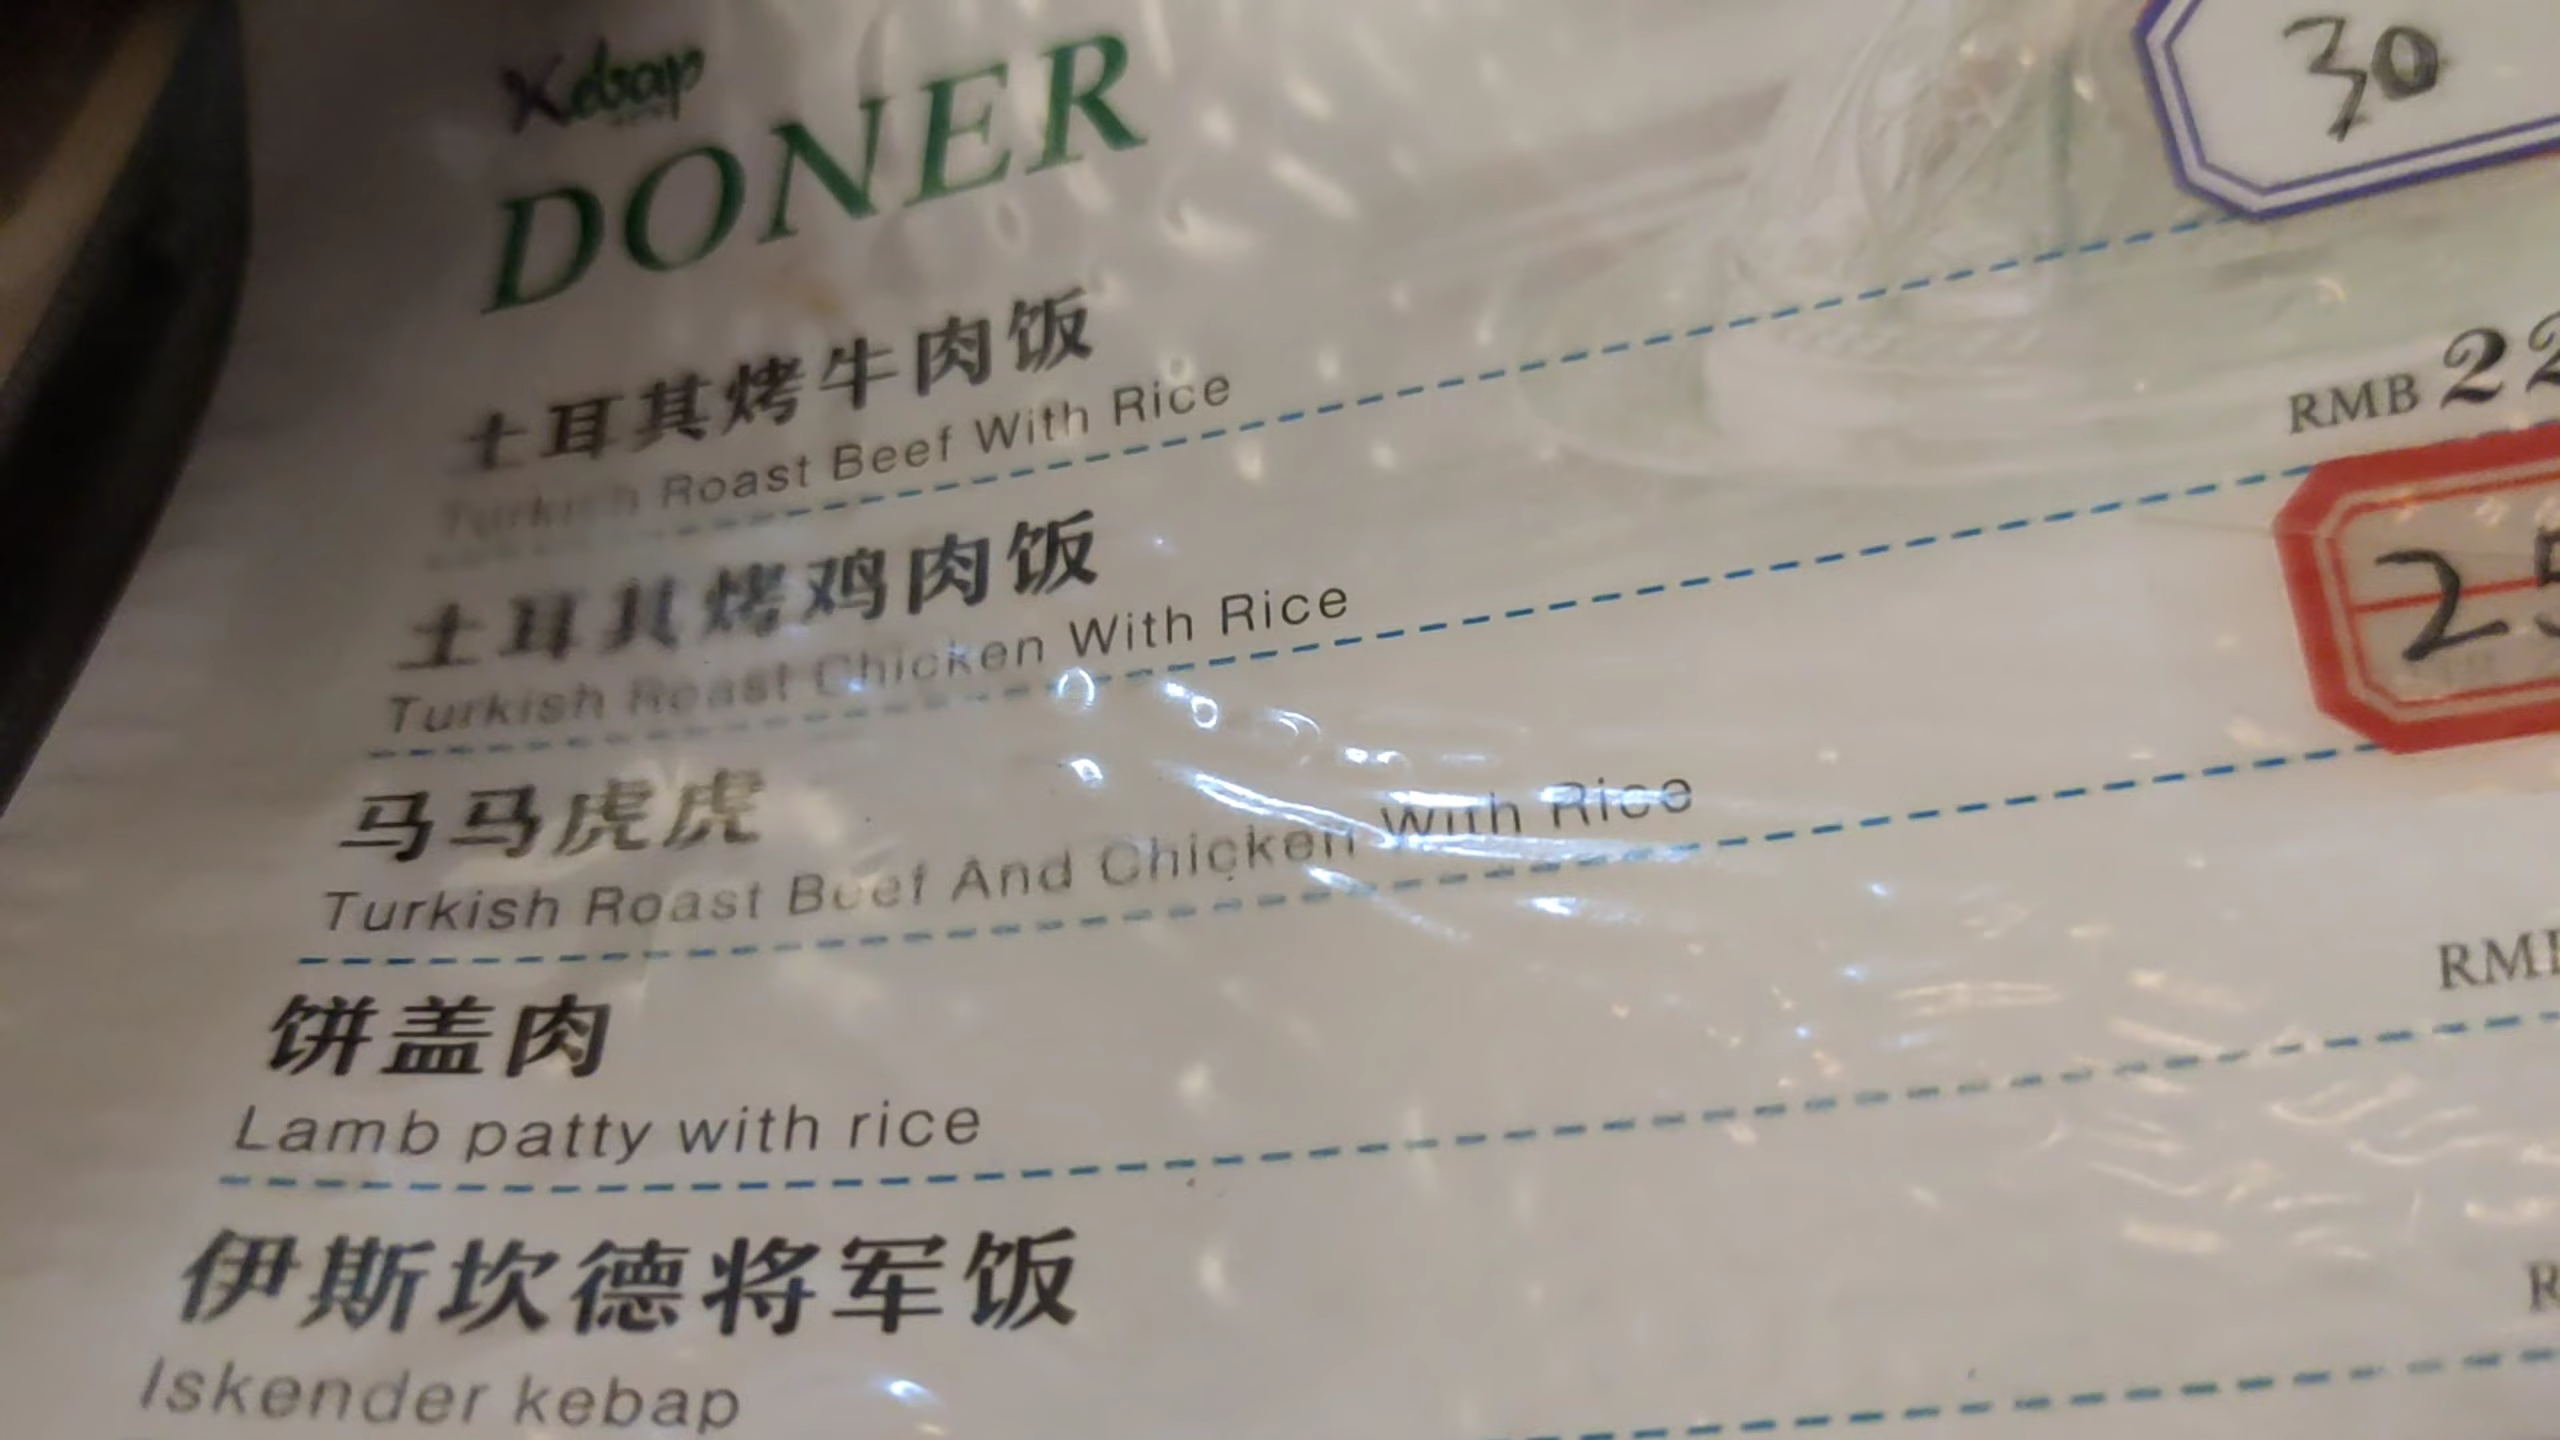 Kebap
DONER
30
土耳其烤牛肉饭
Turkish Roast Beef With Rice
RMB 22
土耳其烤鸡肉饭
Turkish Roast Chicken With Rice
25
马马虎虎
Turkish Roast Beef And Chicken With Rice
饼盖肉
Lamb patty with rice
伊斯坎德将军饭
Iskender kebap